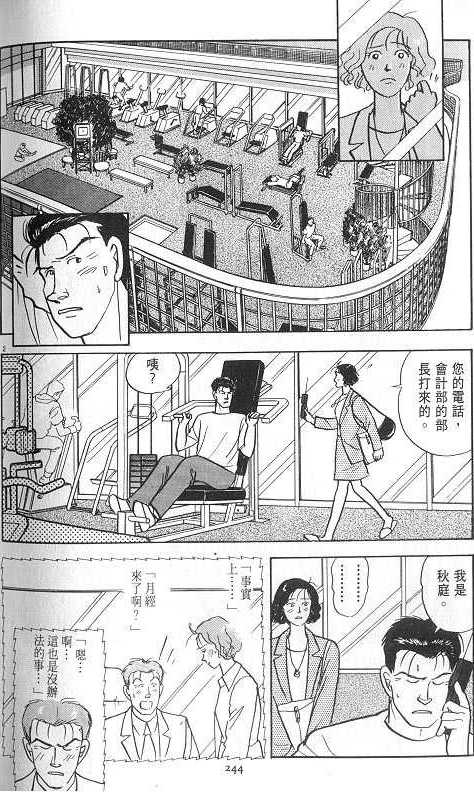 您的電話，
會計部的部
長打來的。
咦？
我是
秋庭。
…………
「事實
上……」
「月經
來了啊？」
「嗯…
啊…
這也是沒辦
法的事…」
244